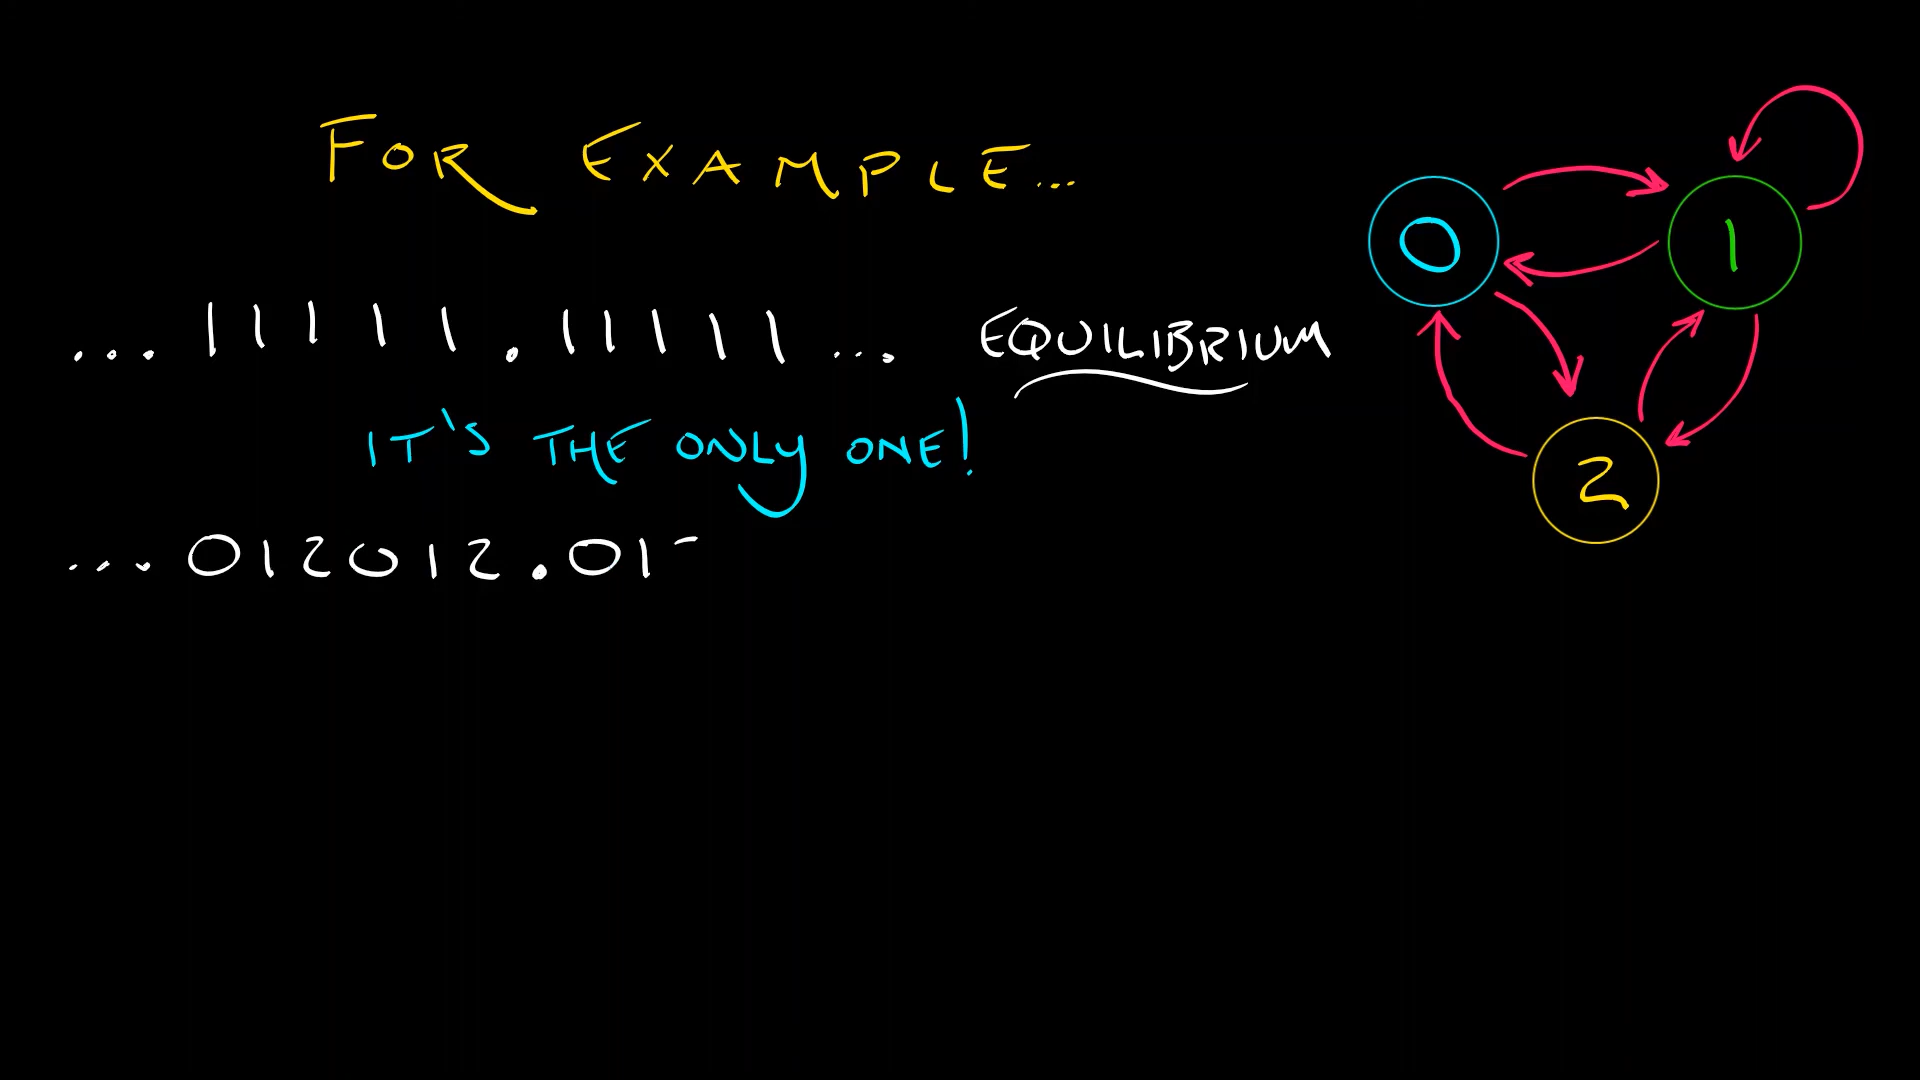 FOR EXAMPLE...
...11111.11111... EQUILIBRIUM
IT'S THE ONLY ONE!
...012012.01
0
1
2